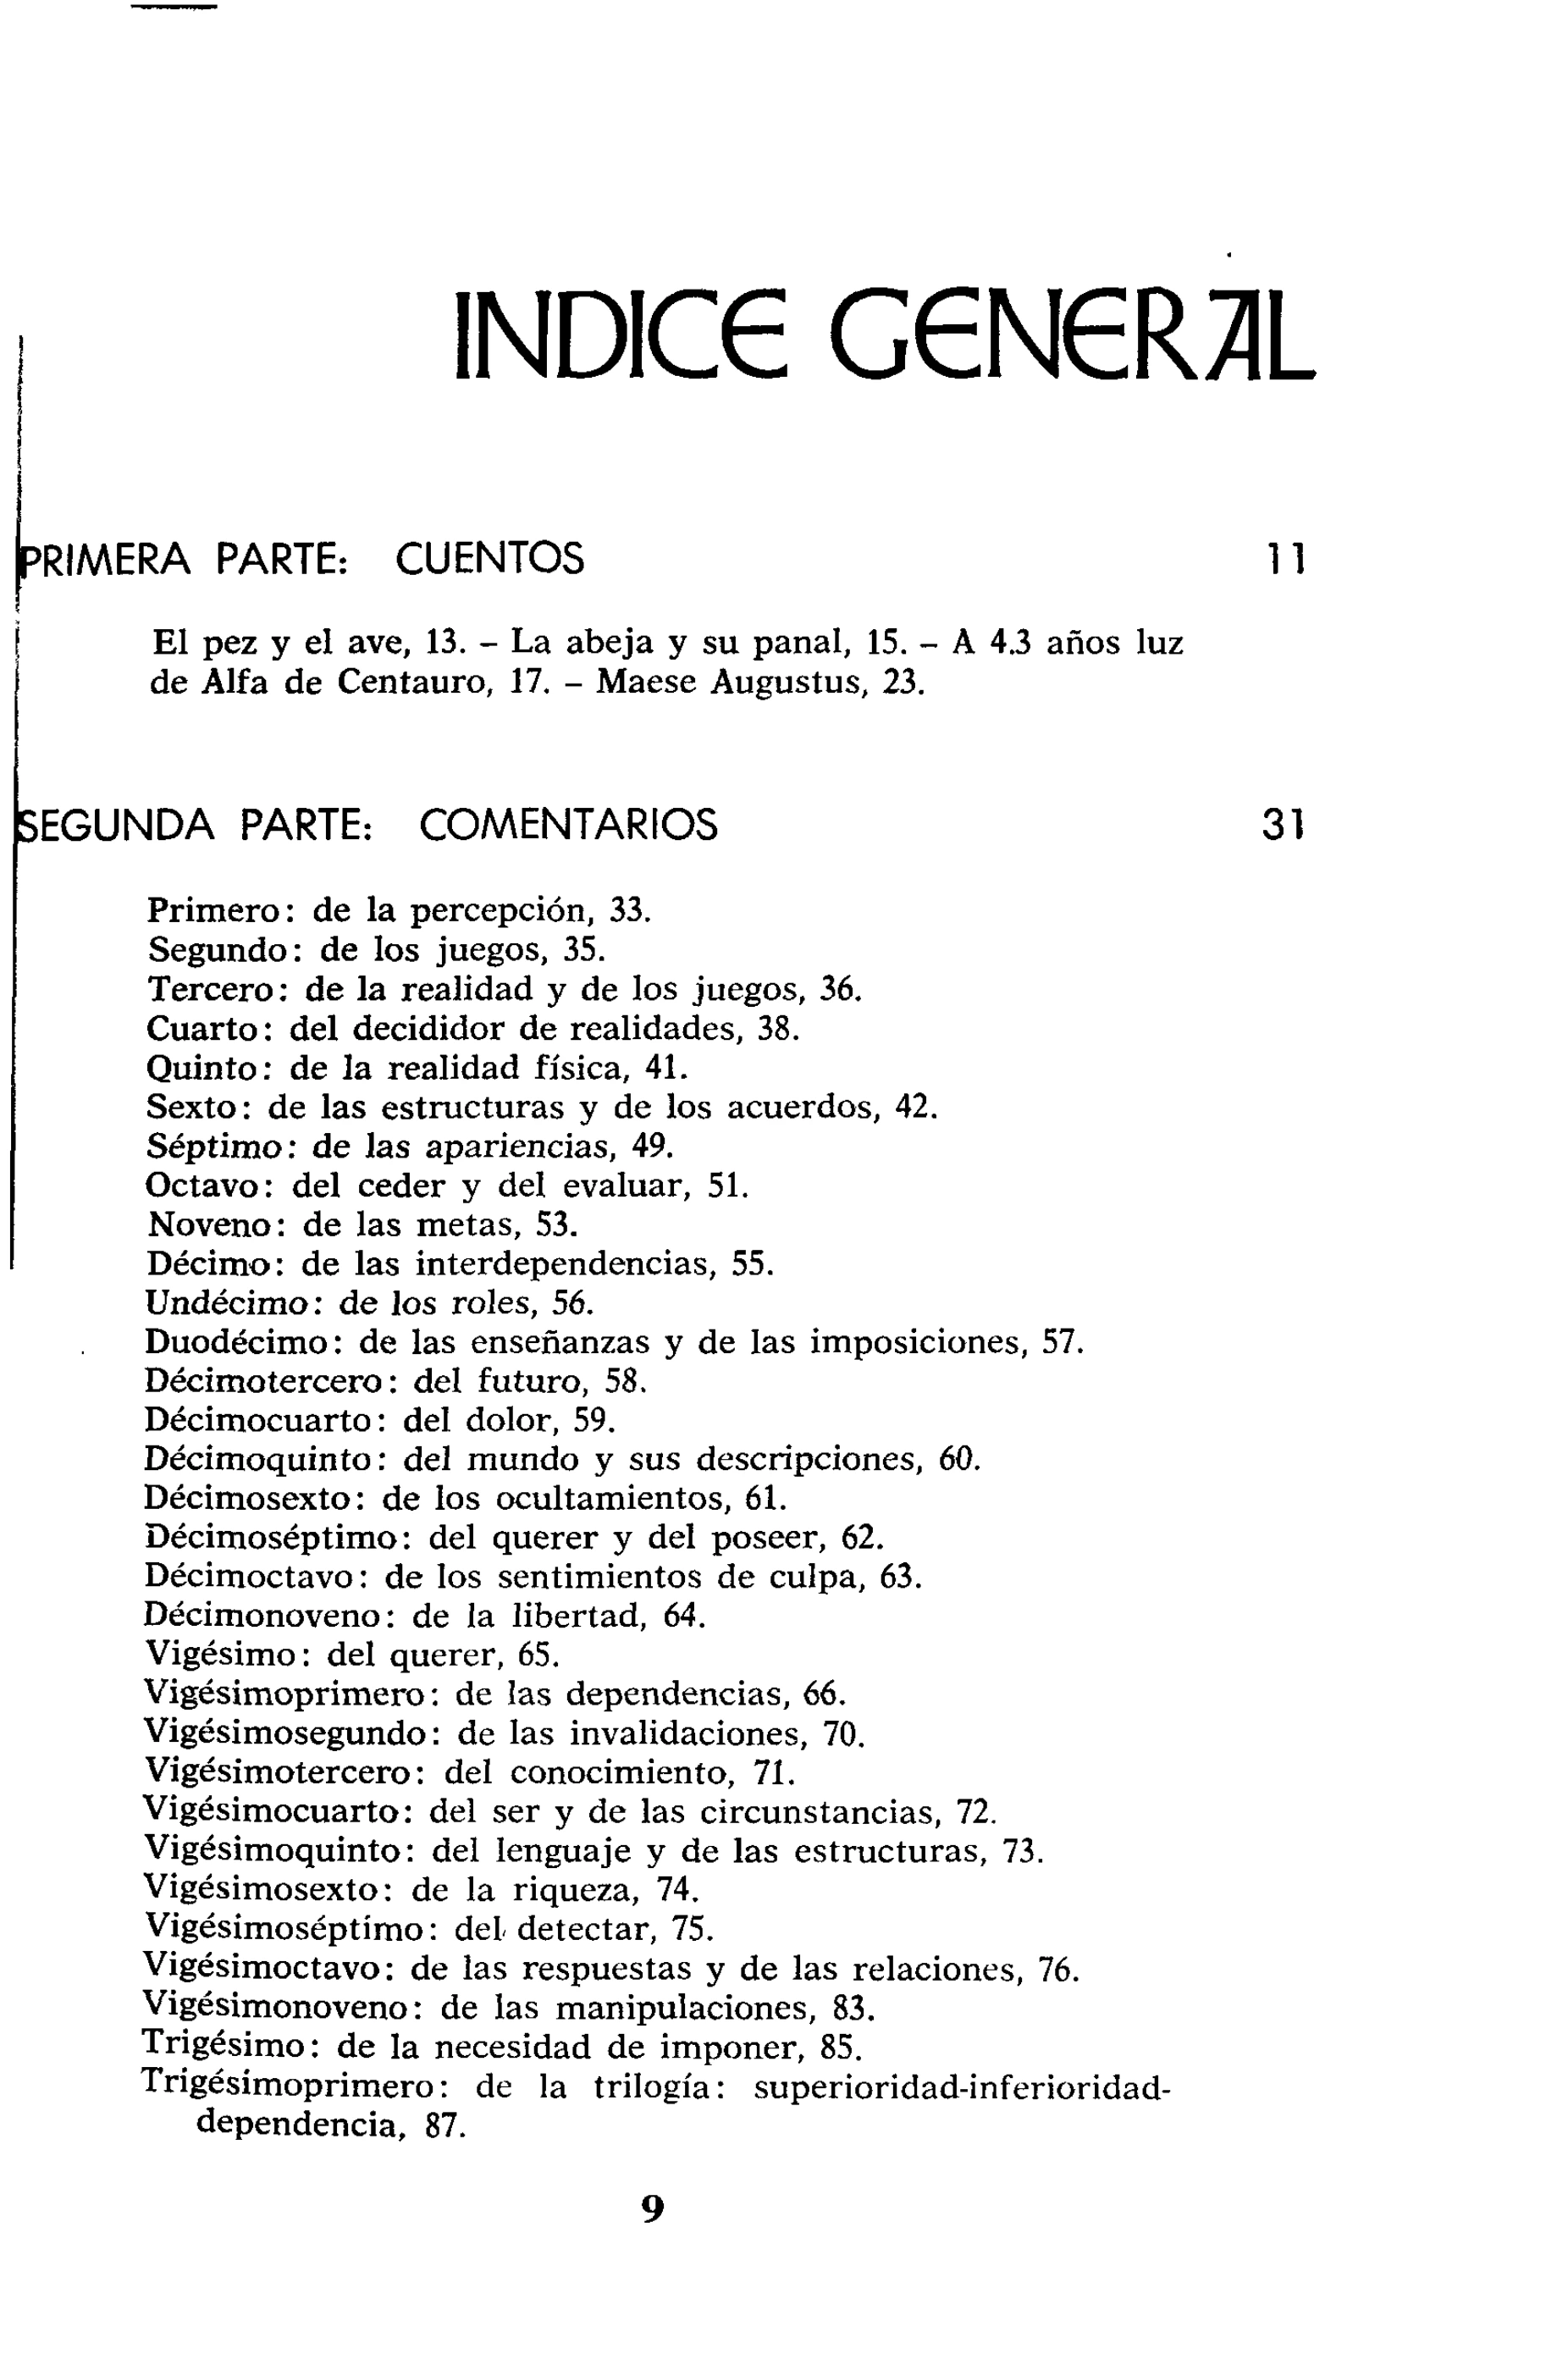 INDICE GENERAL
PRIMERA PARTE: CUENTOS 11
El pez y el ave, 13. – La abeja y su panal, 15. – A 4.3 años luz
de Alfa de Centauro, 17. – Maese Augustus, 23.
SEGUNDA PARTE: COMENTARIOS 31
Primero: de la percepción, 33.
Segundo: de los juegos, 35.
Tercero: de la realidad y de los juegos, 36.
Cuarto: del decididor de realidades, 38.
Quinto: de la realidad física, 41.
Sexto: de las estructuras y de los acuerdos, 42.
Séptimo: de las apariencias, 49.
Octavo: del ceder y del evaluar, 51.
Noveno: de las metas, 53.
Décimo: de las interdependencias, 55.
Undécimo: de los roles, 56.
Duodécimo: de las enseñanzas y de las imposiciones, 57.
Décimotercero: del futuro, 58.
Décimocuarto: del dolor, 59.
Décimoquinto: del mundo y sus descripciones, 60.
Décimosexto: de los ocultamientos, 61.
Décimoséptimo: del querer y del poseer, 62.
Décimoctavo: de los sentimientos de culpa, 63.
Décimonoveno: de la libertad, 64.
Vigésimo: del querer, 65.
Vigésimoprimero: de las dependencias, 66.
Vigésimosegundo: de las invalidaciones, 70.
Vigésimotercero: del conocimiento, 71.
Vigésimocuarto: del ser y de las circunstancias, 72.
Vigésimoquinto: del lenguaje y de las estructuras, 73.
Vigésimosexto: de la riqueza, 74.
Vigésimoséptimo: del detectar, 75.
Vigésimoctavo: de las respuestas y de las relaciones, 76.
Vigésimonoveno: de las manipulaciones, 83.
Trigésimo: de la necesidad de imponer, 85.
Trigésimoprimero: de la trilogía: superioridad-inferioridad-
dependencia, 87.
9